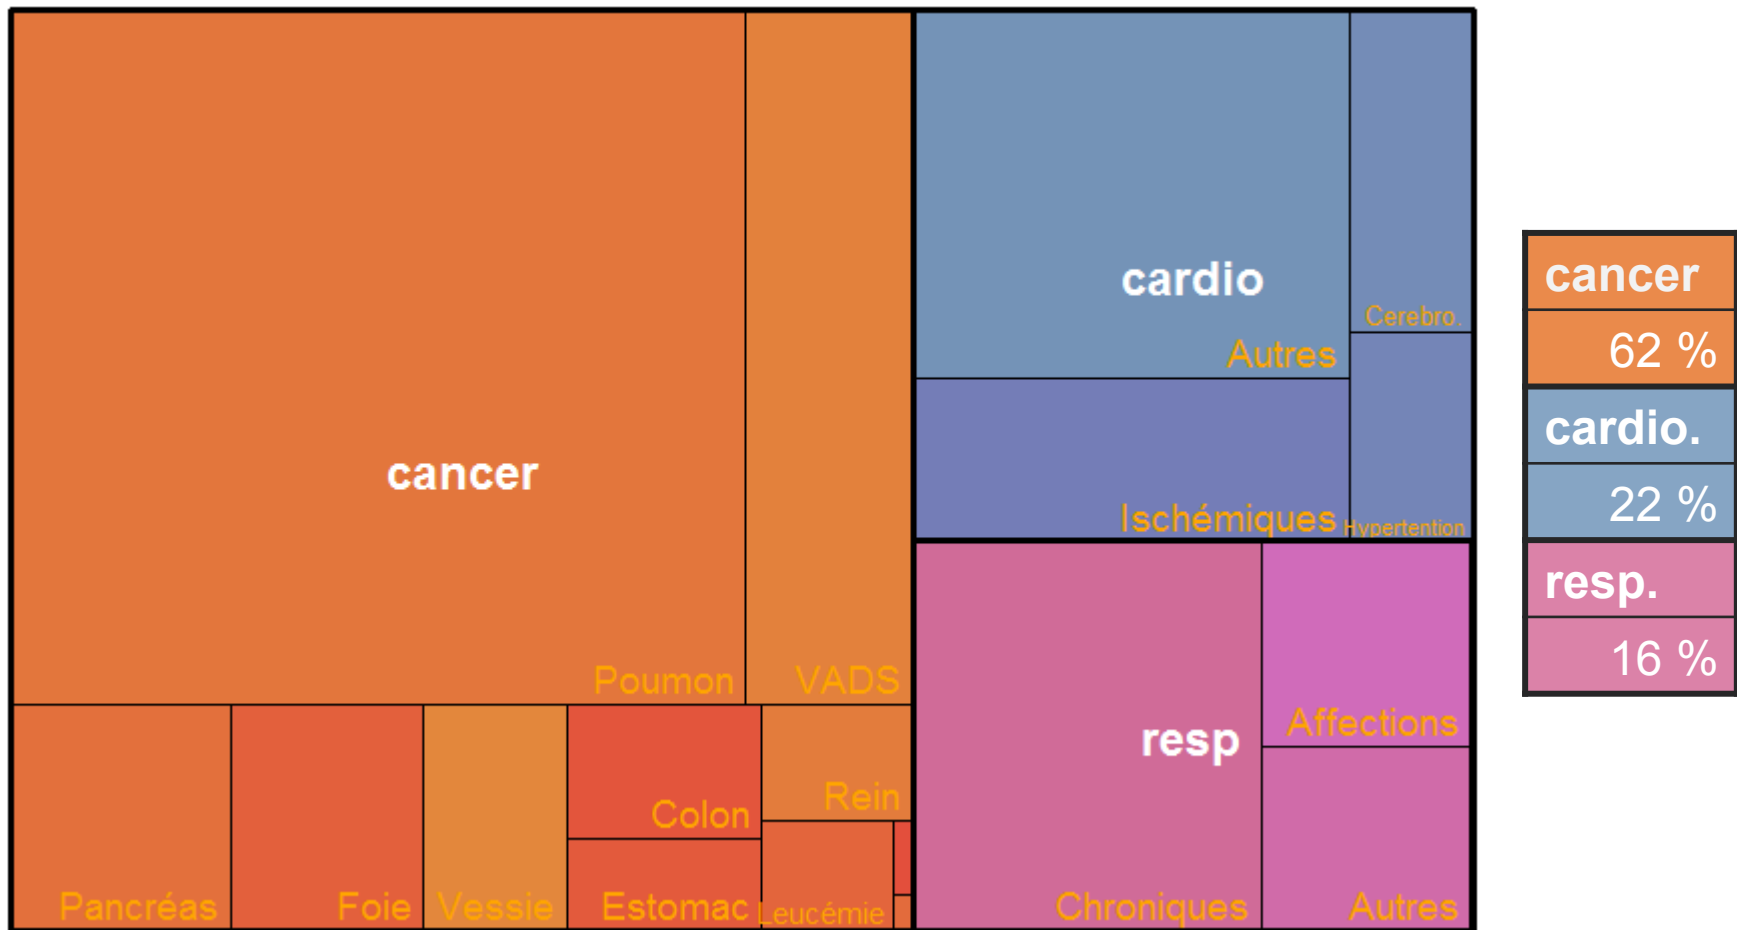 cancer
Poumon
VADS
Pancréas
Foie
Vessie
Colon
Estomac
Rein
Leucémie
cardio
Autres
Cerebro.
Ischémiques
Hypertention
resp
Affections
Chroniques
Autres
cancer
62 %
cardio.
22 %
resp.
16 %